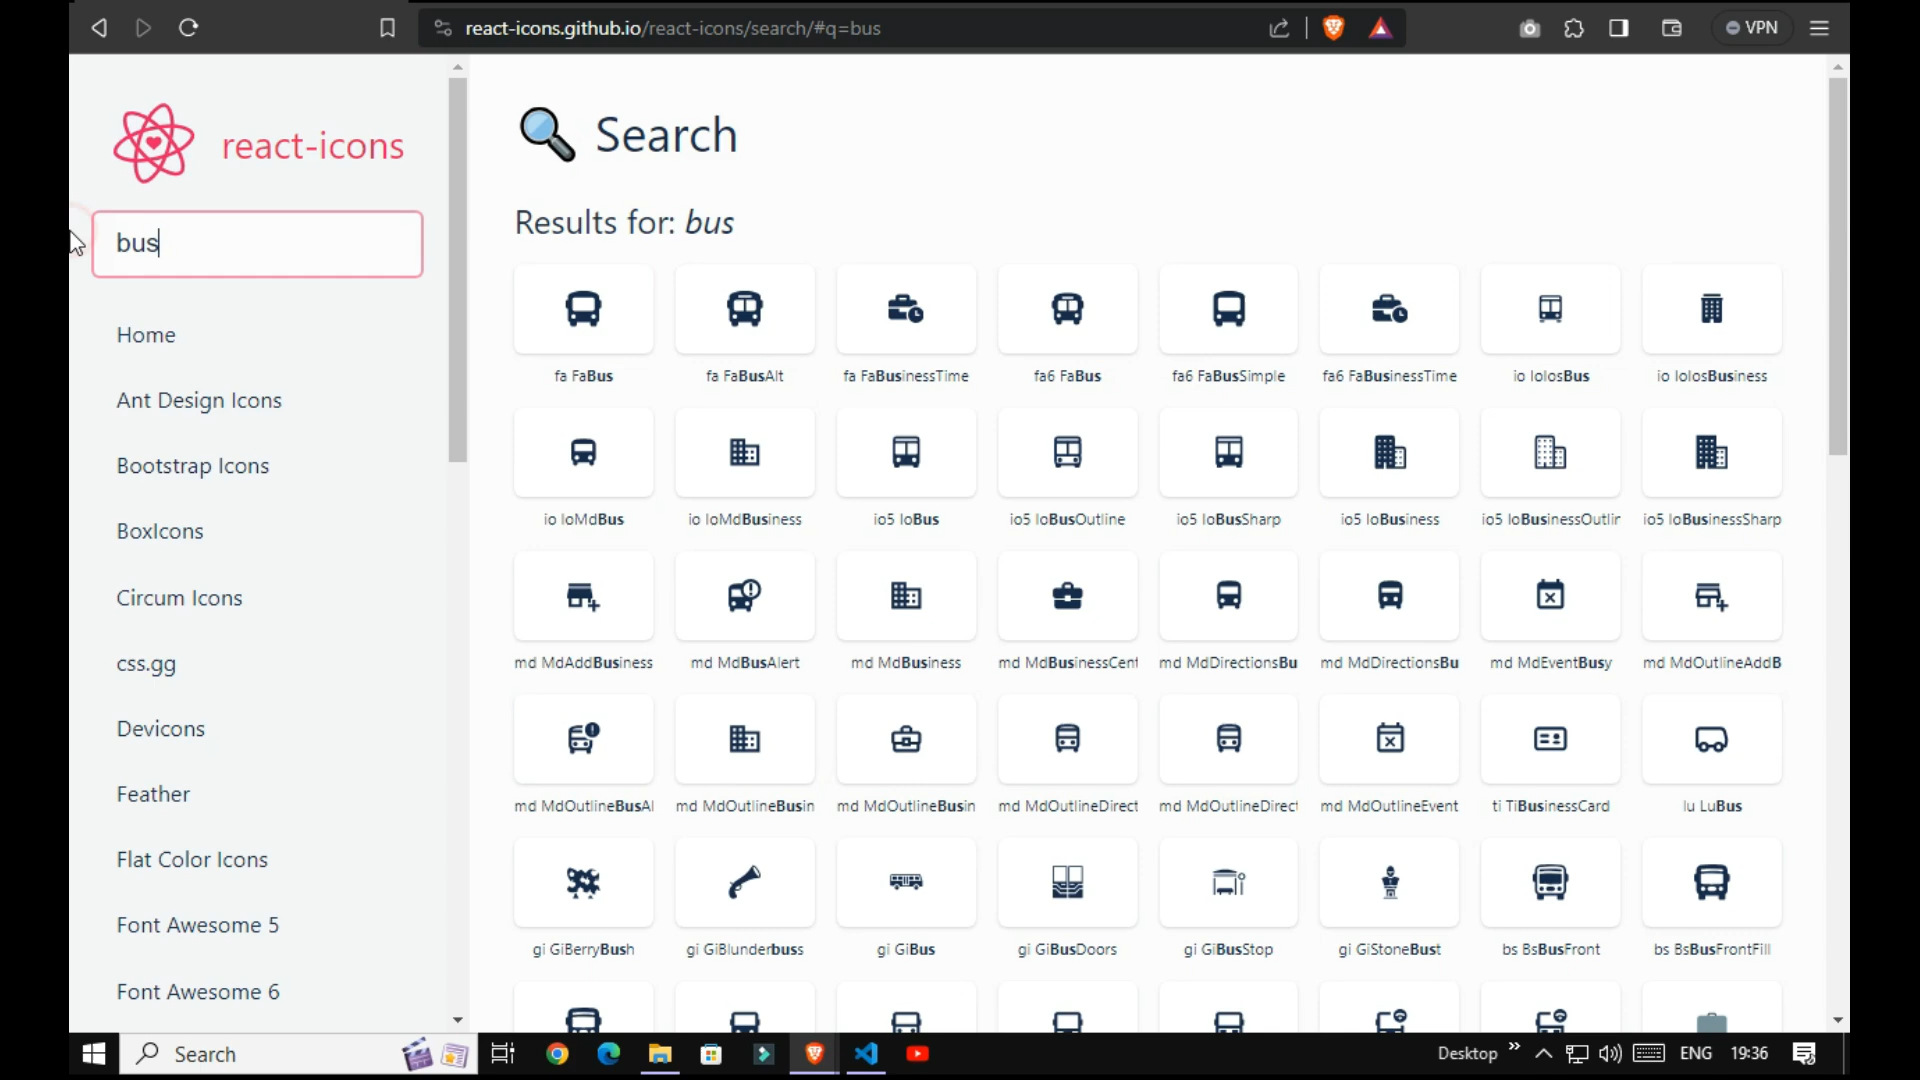 react-icons.github.io/react-icons/search/#q=bus
VPN
react-icons
bus
Home
Ant Design Icons
Bootstrap Icons
BoxIcons
Circum Icons
css.gg
Devicons
Feather
Flat Color Icons
Font Awesome 5
Font Awesome 6
Search
Results for: bus
fa FaBus
fa FaBusAlt
fa FaBusinessTime
fa6 FaBus
fa6 FaBusSimple
fa6 FaBusinessTime
io IoIosBus
io IoIosBusiness
io IoMdBus
io IoMdBusiness
io5 IoBus
io5 IoBusOutline
io5 IoBusSharp
io5 IoBusiness
io5 IoBusinessOutlir
io5 IoBusinessSharp
md MdAddBusiness
md MdBusAlert
md MdBusiness
md MdBusinessCent
md MdDirectionsBu
md MdDirectionsBu
md MdEventBusy
md MdOutlineAddB
md MdOutlineBusAl
md MdOutlineBusin
md MdOutlineBusin
md MdOutlineDirect
md MdOutlineDirect
md MdOutlineEvent
ti TiBusinessCard
lu LuBus
gi GiBerryBush
gi GiBlunderbuss
gi GiBus
gi GiBusDoors
gi GiBusStop
gi GiStoneBust
bs BsBusFront
bs BsBusFrontFill
Search
Desktop
ENG
19:36